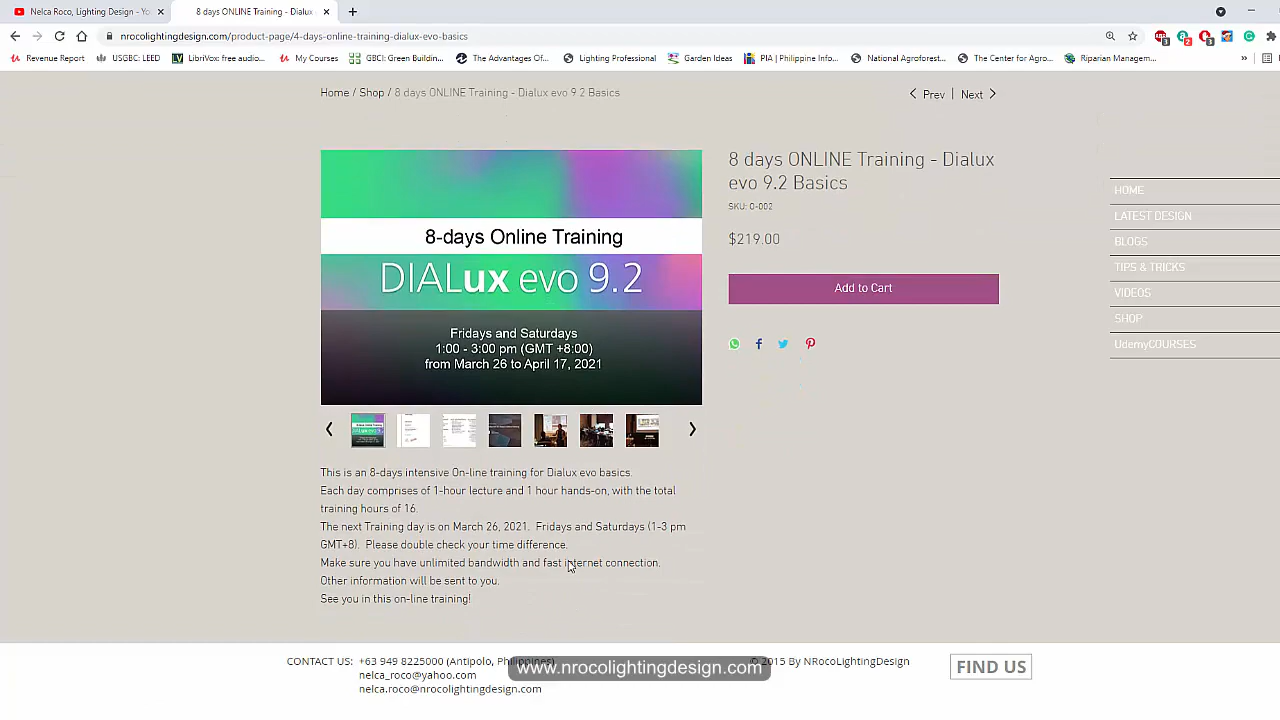 Nelca Roco, Lighting Design - Yo
8 days ONLINE Training - Dialux
nrocolightingdesign.com/product-page/4-days-online-training-dialux-evo-basics
Revenue Report
USGBC: LEED
LibriVox: free audio...
My Courses
GBCI: Green Buildin...
The Advantages Of...
Lighting Professional
Garden Ideas
PIA | Philippine Info...
National Agroforest...
The Center for Agro...
Riparian Managem...
Home / Shop / 8 days ONLINE Training - Dialux evo 9.2 Basics
Prev | Next
8-days Online Training
DIALux evo 9.2
Fridays and Saturdays
1:00 - 3:00 pm (GMT +8:00)
from March 26 to April 17, 2021
8 days ONLINE Training - Dialux
evo 9.2 Basics
SKU: O-002
$219.00
Add to Cart
HOME
LATEST DESIGN
BLOGS
TIPS & TRICKS
VIDEOS
SHOP
UdemyCOURSES
This is an 8-days intensive On-line training for Dialux evo basics.
Each day comprises of 1-hour lecture and 1 hour hands-on, with the total
training hours of 16.
The next Training day is on March 26, 2021. Fridays and Saturdays (1-3 pm
GMT+8). Please double check your time difference.
Make sure you have unlimited bandwidth and fast internet connection.
Other information will be sent to you.
See you in this on-line training!
CONTACT US: +63 949 8225000 (Antipolo, Philippines)
nelca_roco@yahoo.com
nelca.roco@nrocolightingdesign.com
www.nrocolightingdesign.com
© 2015 By NRocoLightingDesign
FIND US